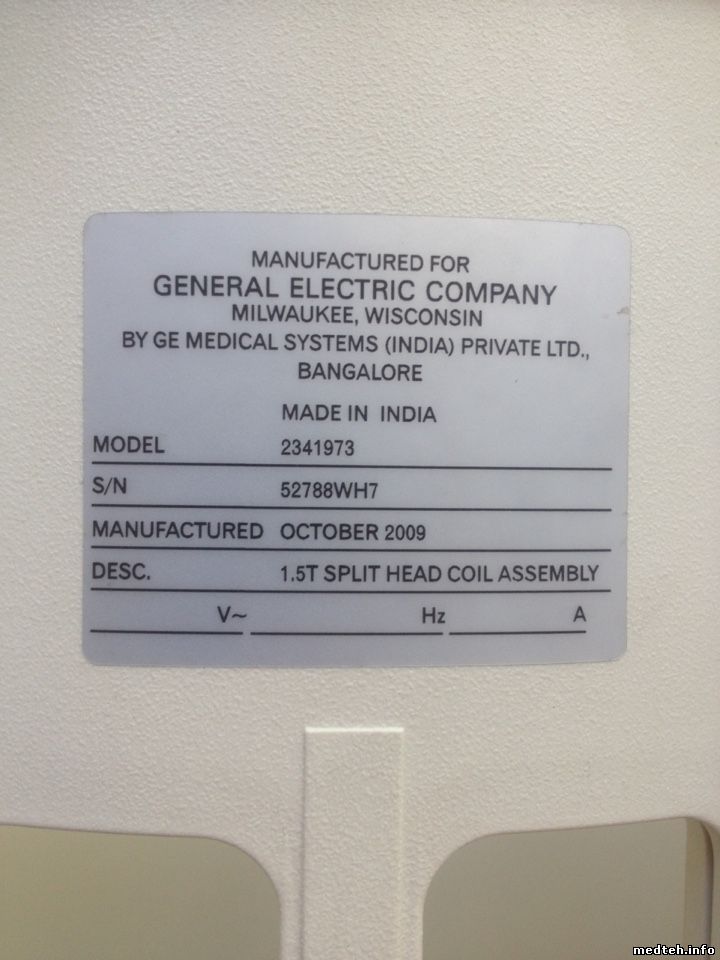 MANUFACTURED FOR
GENERAL ELECTRIC COMPANY
MILWAUKEE, WISCONSIN
BY GE MEDICAL SYSTEMS (INDIA) PRIVATE LTD.,
BANGALORE
MADE IN INDIA
MODEL 2341973
S/N 52788WH7
MANUFACTURED OCTOBER 2009
DESC. 1.5T SPLIT HEAD COIL ASSEMBLY
V~ Hz A
medteh.info